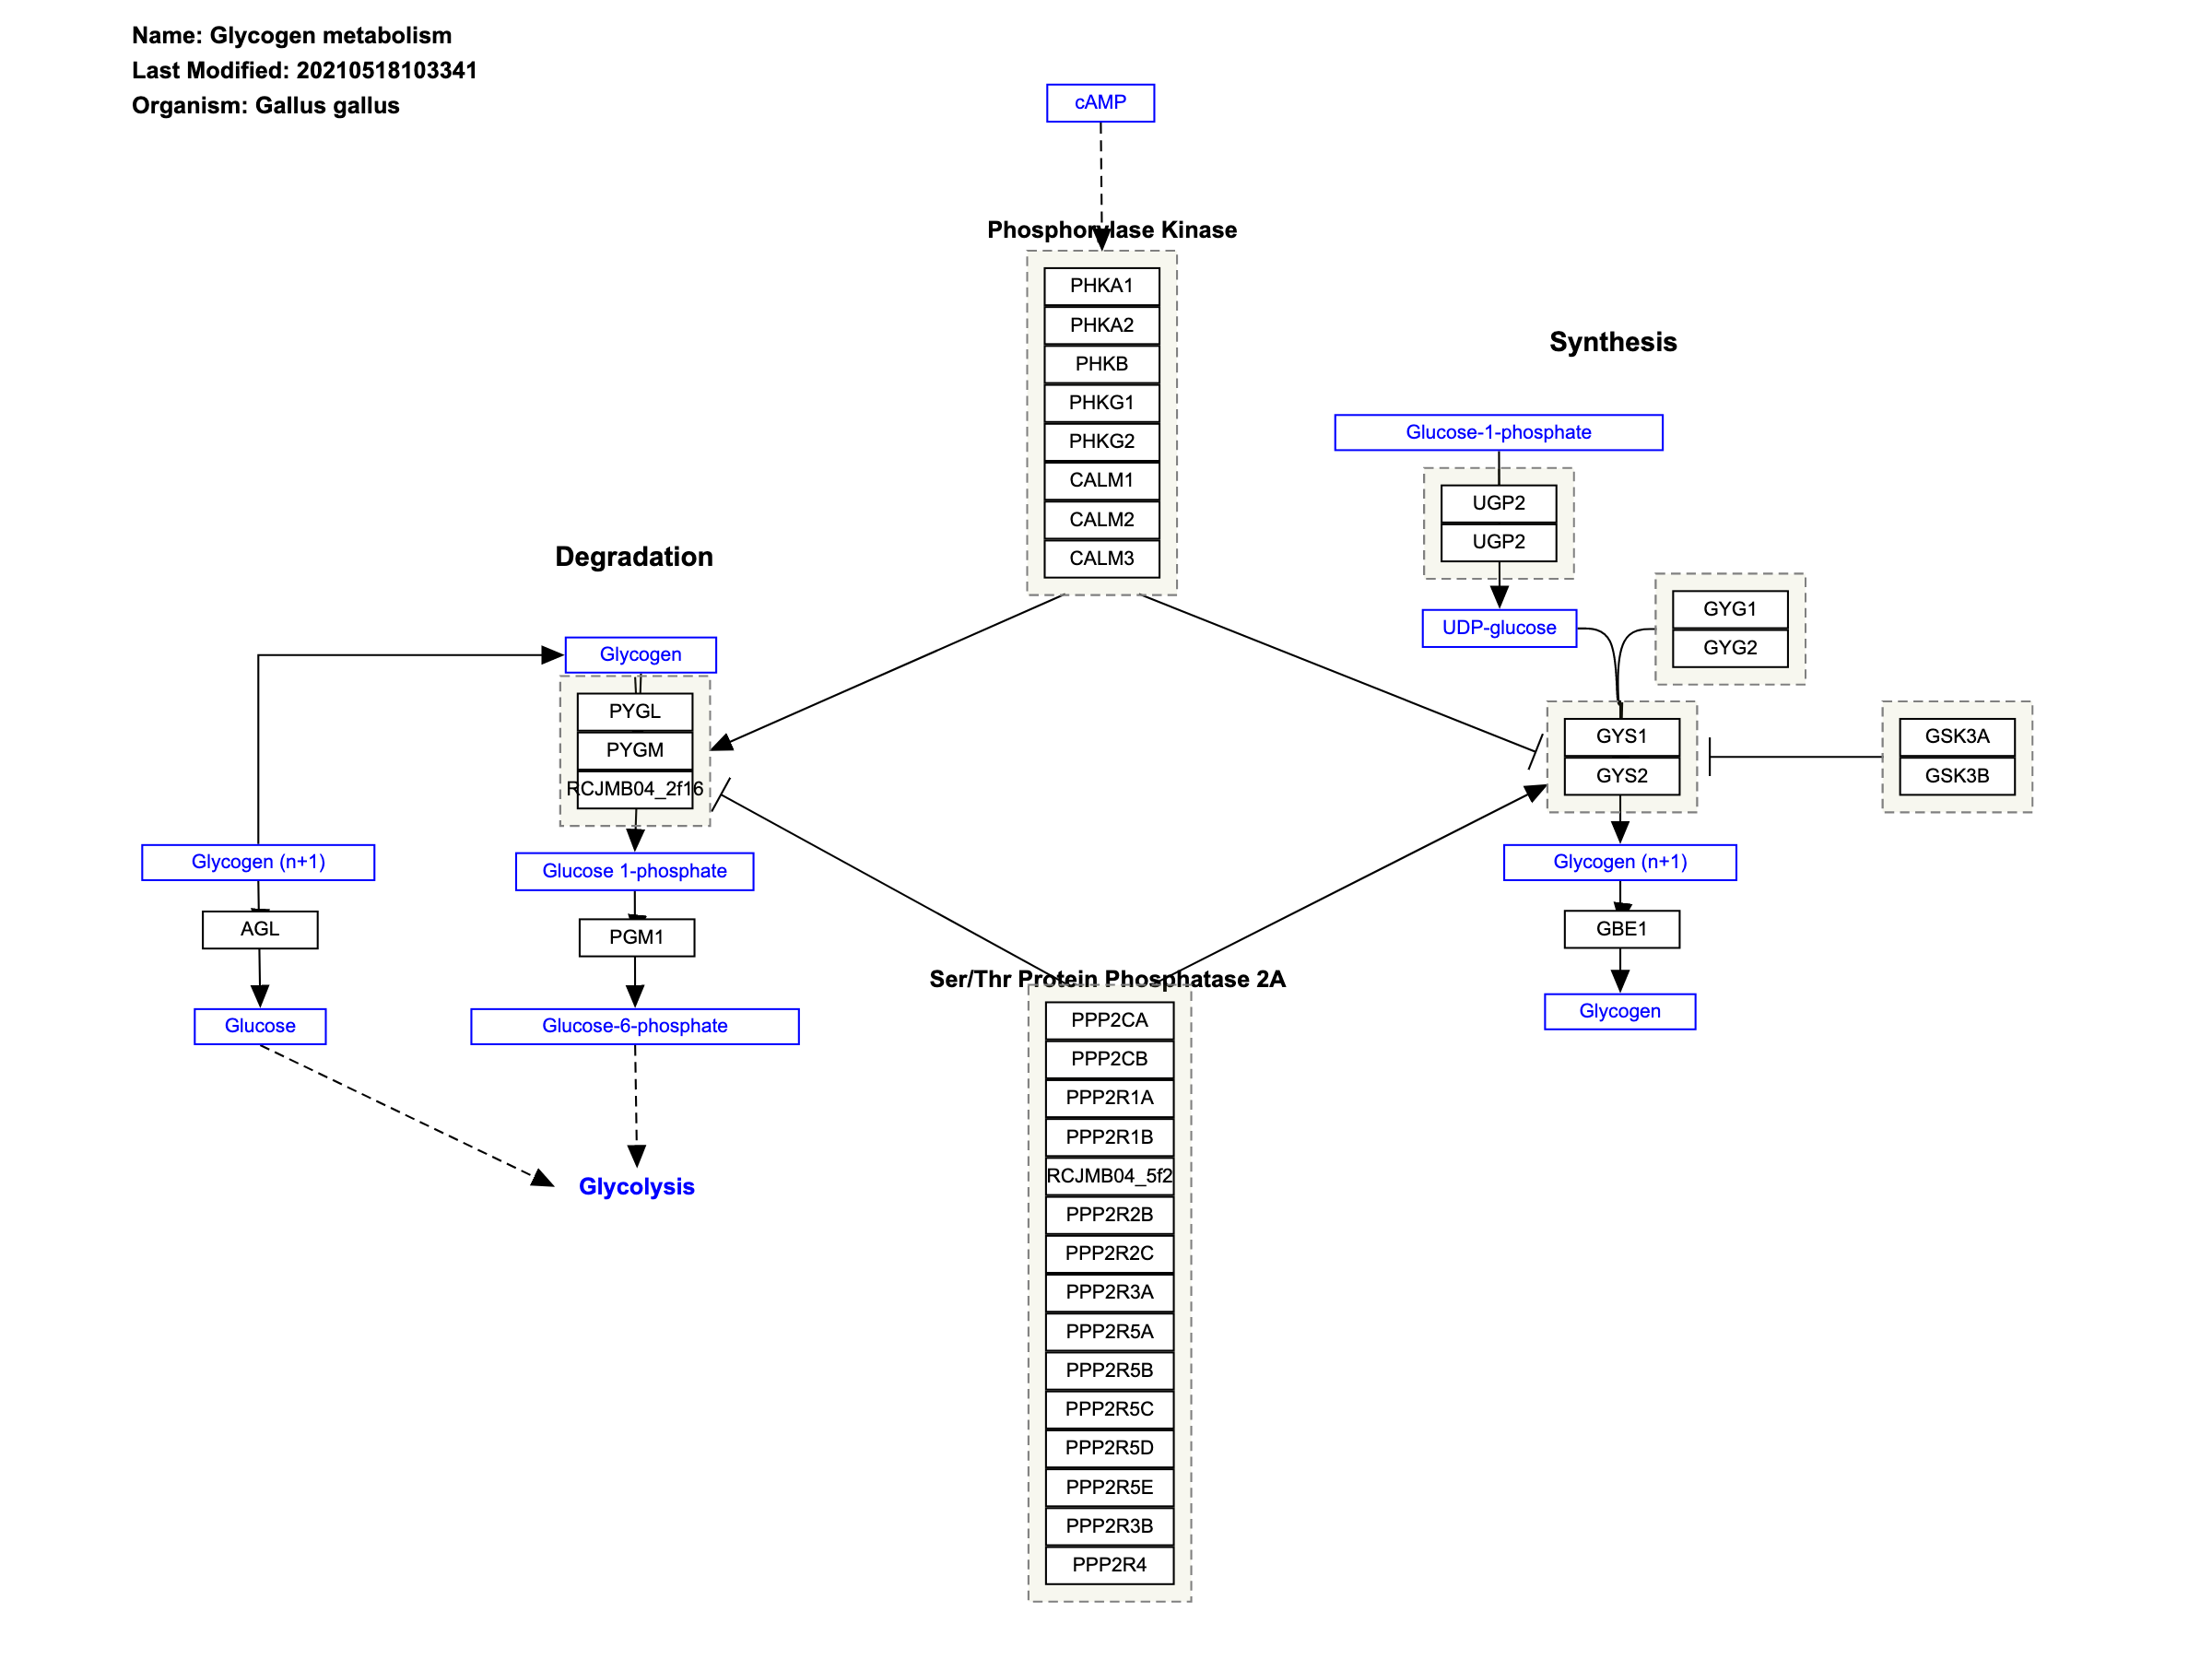 Name: Glycogen metabolism
Last Modified: 20210518103341
Organism: Gallus gallus
cAMP
Phosphorylase Kinase
PHKA1
PHKA2
PHKB
PHKG1
PHKG2
CALM1
CALM2
CALM3
Synthesis
Glucose-1-phosphate
UGP2
UGP2
UDP-glucose
GYG1
GYG2
GYS1
GYS2
GSK3A
GSK3B
Glycogen (n+1)
GBE1
Glycogen
Degradation
Glycogen
PYGL
PYGM
RCJMB04_2f16
Glycogen (n+1)
AGL
Glucose
Glucose 1-phosphate
PGM1
Glucose-6-phosphate
Glycolysis
Ser/Thr Protein Phosphatase 2A
PPP2CA
PPP2CB
PPP2R1A
PPP2R1B
RCJMB04_5f2
PPP2R2B
PPP2R2C
PPP2R3A
PPP2R5A
PPP2R5B
PPP2R5C
PPP2R5D
PPP2R5E
PPP2R3B
PPP2R4